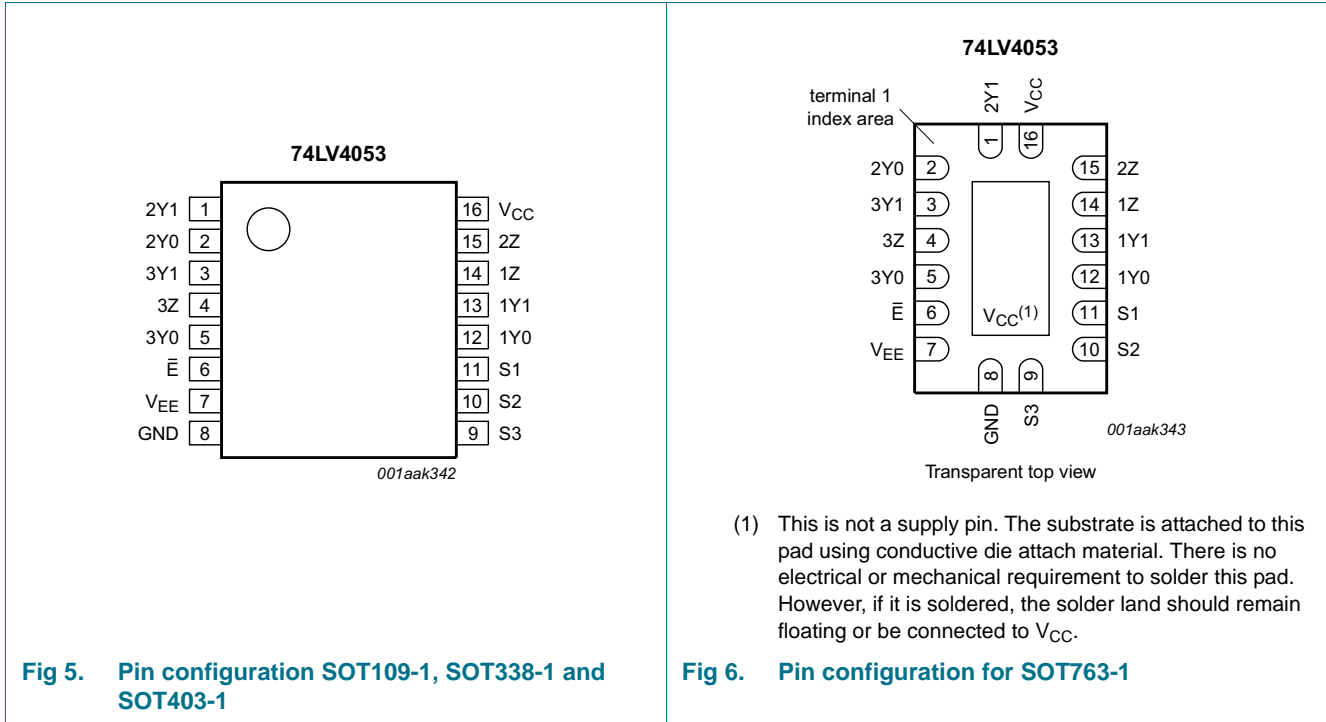 74LV4053
2Y1 1 16 VCC
2Y0 2 15 2Z
3Y1 3 14 1Z
3Z 4 13 1Y1
3Y0 5 12 1Y0
E̅ 6 11 S1
VEE 7 10 S2
GND 8 9 S3
001aak342
Fig 5. Pin configuration SOT109-1, SOT338-1 and
SOT403-1
74LV4053
terminal 1
index area
2Y1 VCC
1 16
2Y0 2 15 2Z
3Y1 3 14 1Z
3Z 4 13 1Y1
3Y0 5 12 1Y0
E̅ 6 VCC(1) 11 S1
VEE 7 10 S2
8 9
GND S3
001aak343
Transparent top view
(1) This is not a supply pin. The substrate is attached to this
pad using conductive die attach material. There is no
electrical or mechanical requirement to solder this pad.
However, if it is soldered, the solder land should remain
floating or be connected to VCC.
Fig 6. Pin configuration for SOT763-1